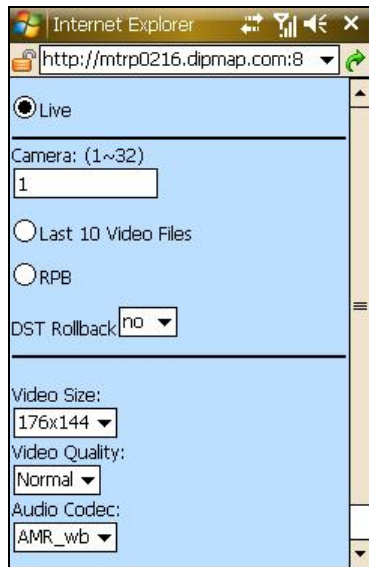 Internet Explorer
http://mtrp0216.dipmap.com:8
Live
Camera: (1~32)
1
Last 10 Video Files
RPB
DST Rollback no
Video Size:
176x144
Video Quality:
Normal
Audio Codec:
AMR_wb